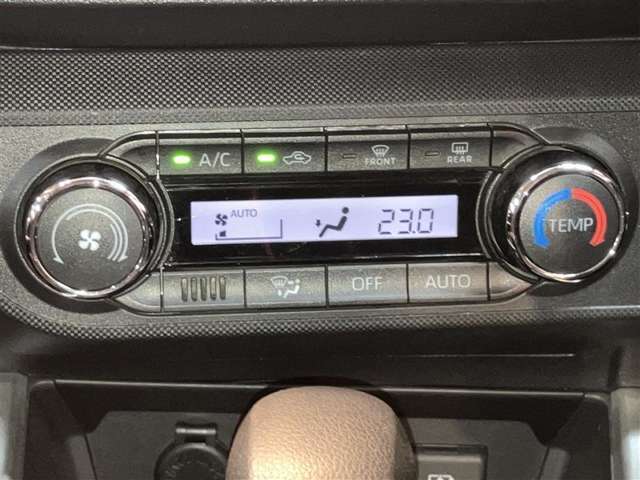 A/C FRONT REAR
AUTO
23.0
TEMP
OFF AUTO